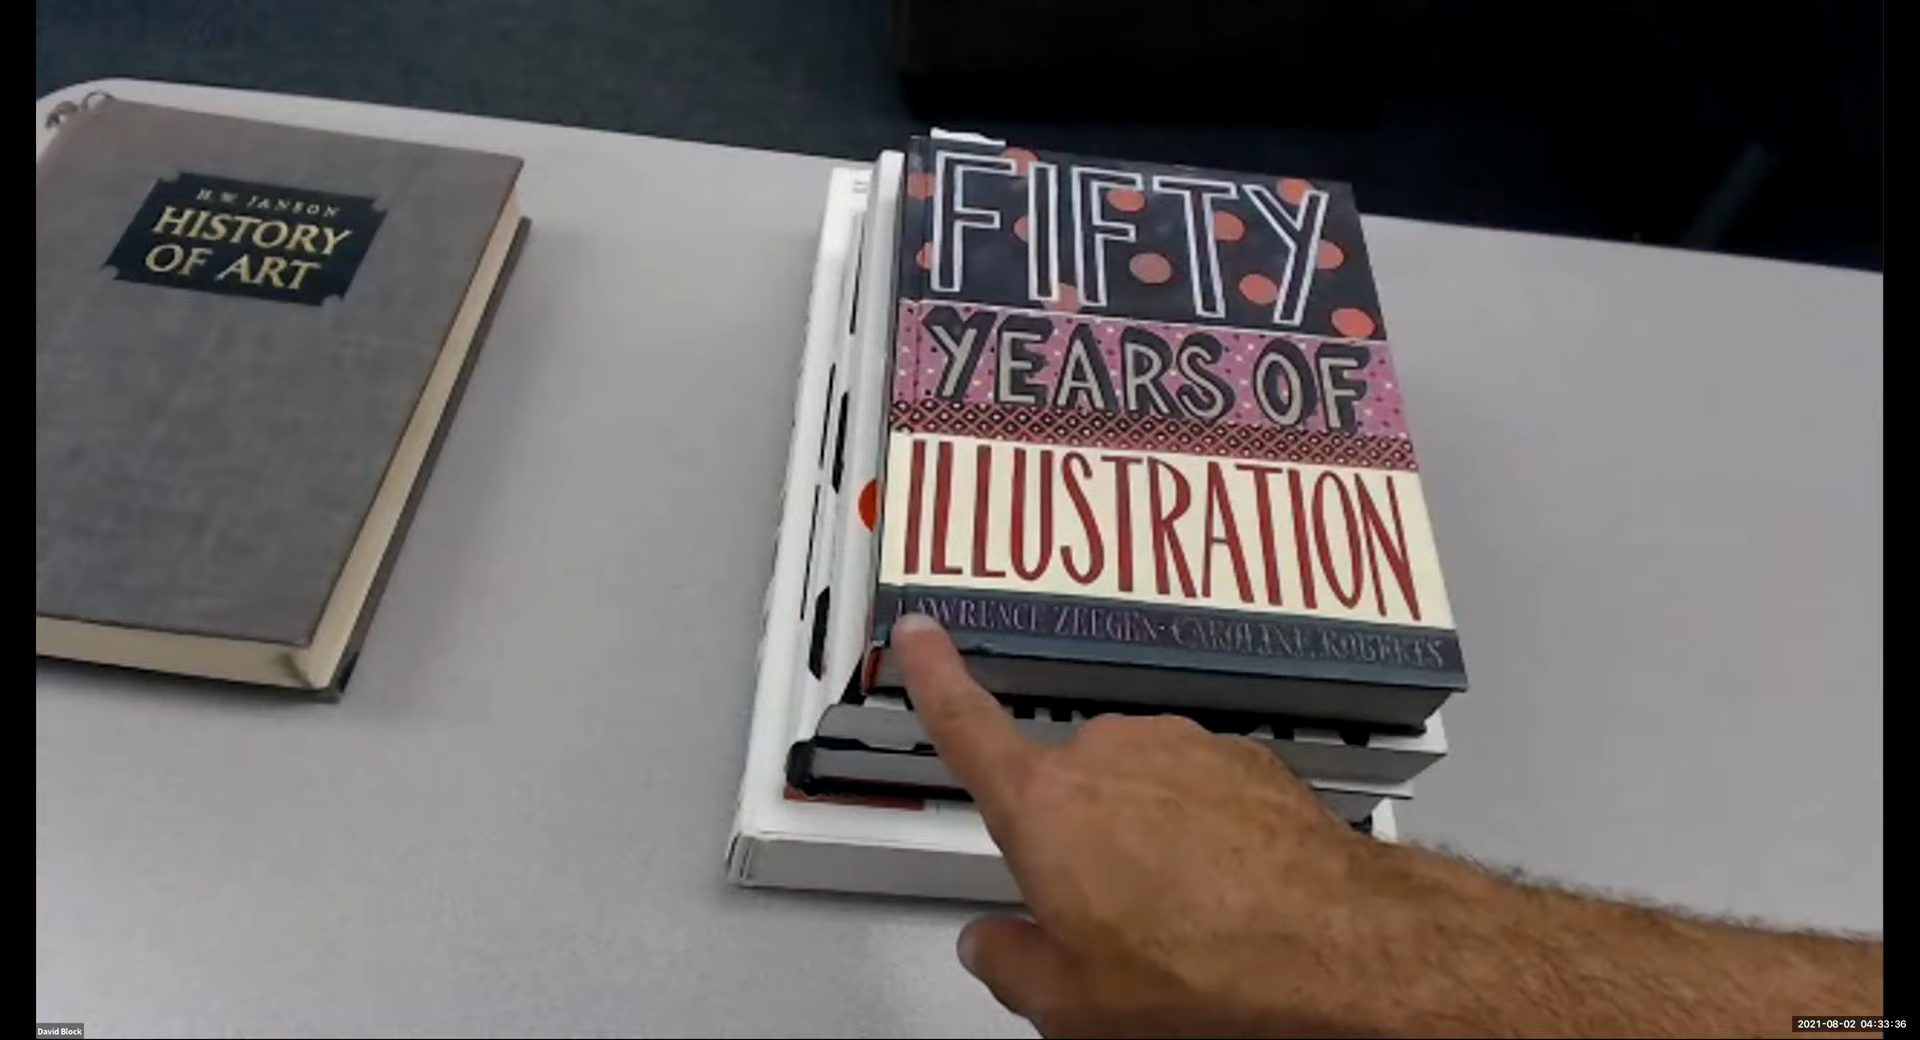 H. W. JANSON
HISTORY
OF ART
FIFTY
YEARS OF
ILLUSTRATION
LAWRENCE ZEEGEN · CAROLINE ROBERTS
David Block
2021-08-02 04:33:36